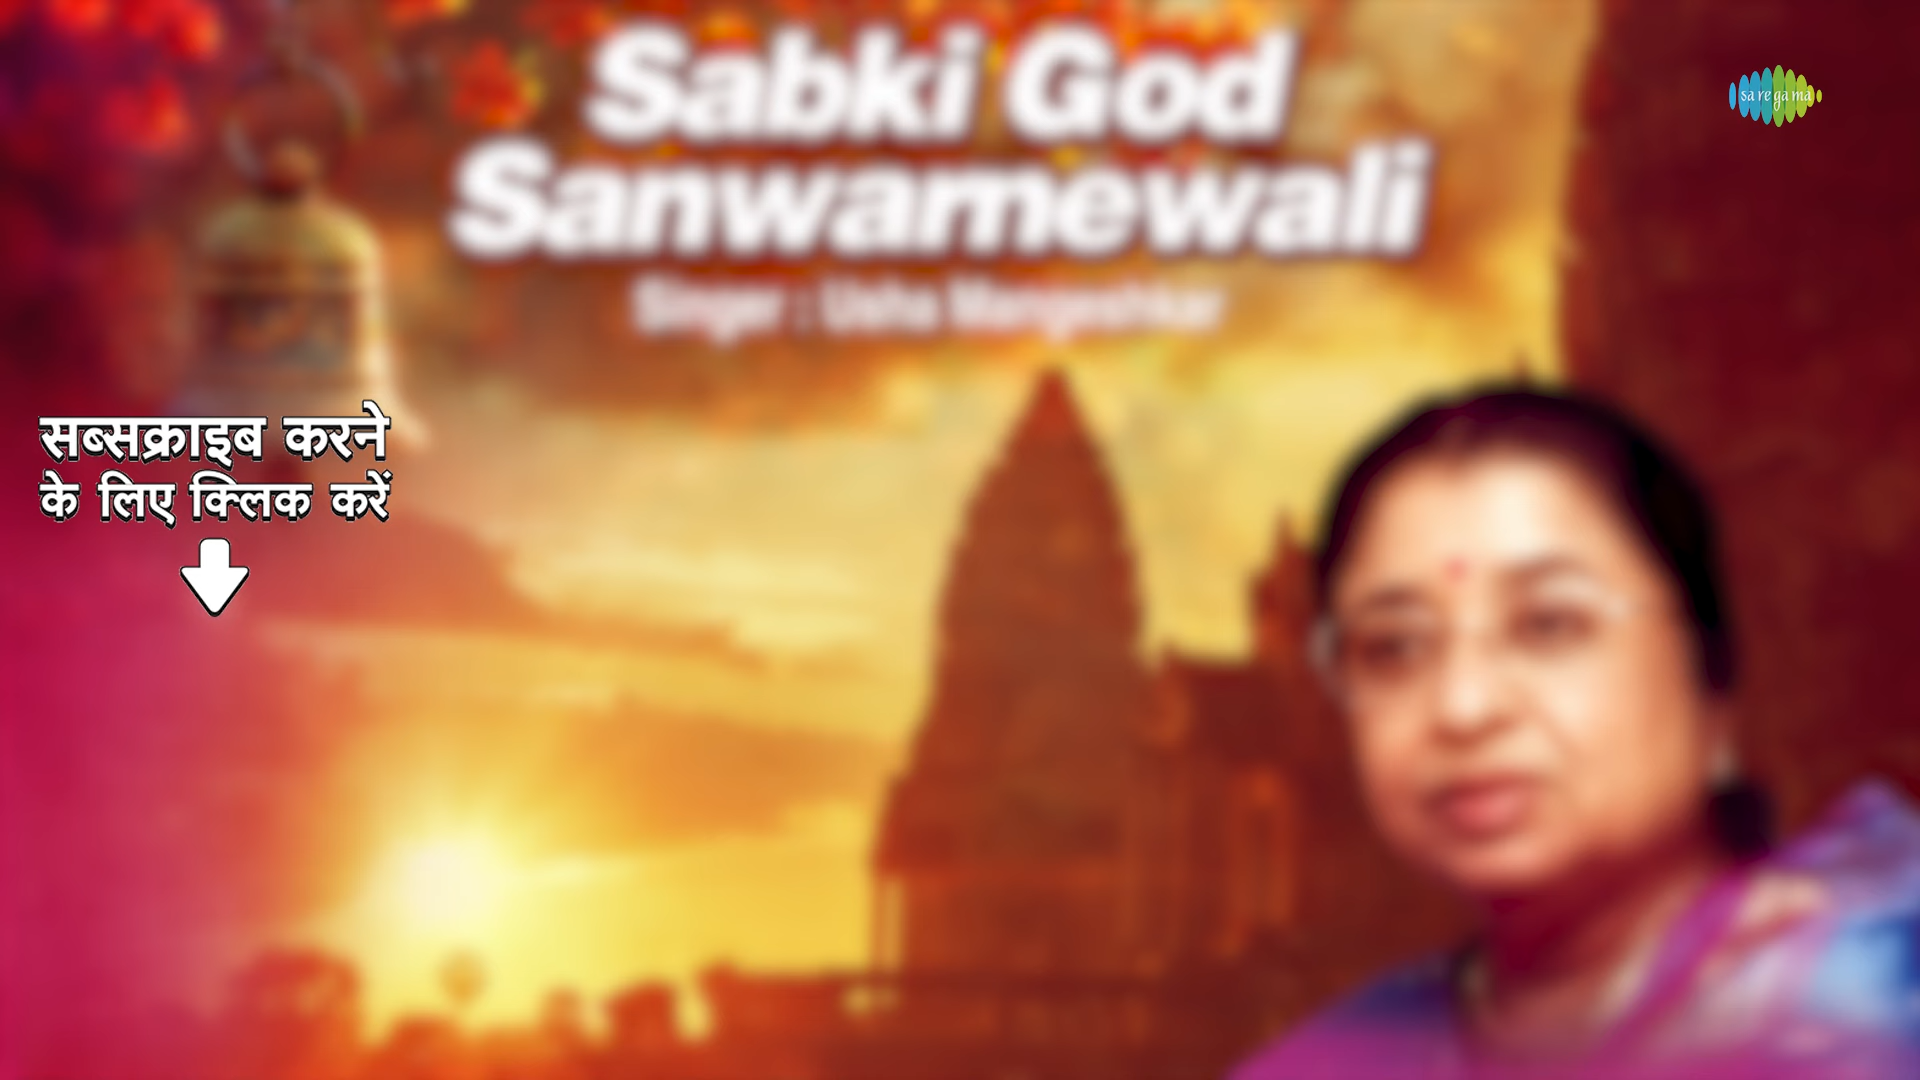 Sabki God
Sanwarnewali
Singer : Usha Mangeshkar
sa re ga ma
सब्सक्राइब करने
के लिए क्लिक करें